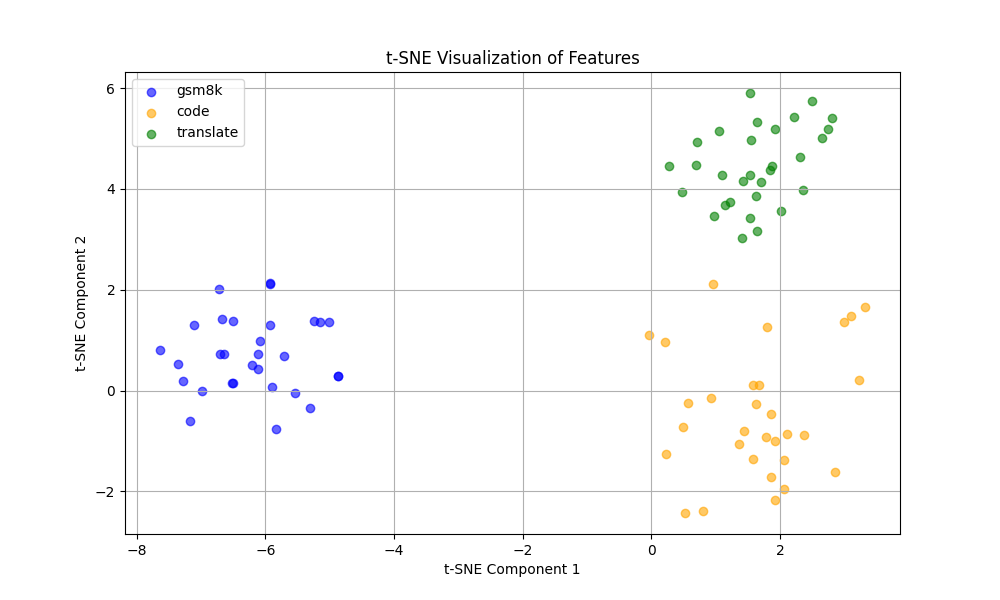 t-SNE Visualization of Features
gsm8k
code
translate
6
4
2
0
−2
t-SNE Component 2
−8
−6
−4
−2
0
2
t-SNE Component 1